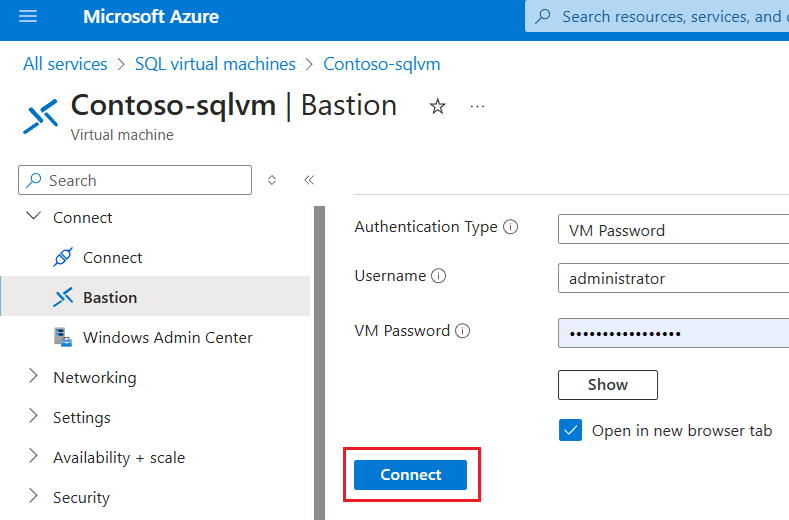 Microsoft Azure
Search resources, services, and
All services > SQL virtual machines > Contoso-sqlvm
Contoso-sqlvm | Bastion
Virtual machine
Search
Connect
Connect
Bastion
Windows Admin Center
Networking
Settings
Availability + scale
Security
Authentication Type
VM Password
Username
administrator
VM Password
•••••••••••••••••
Show
Open in new browser tab
Connect